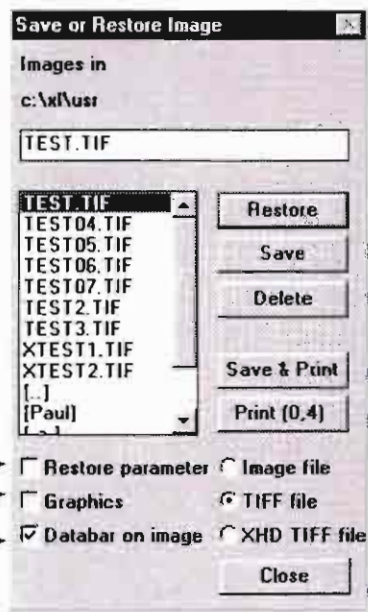 Save or Restore Image
Images in
c:\xl\usr
TEST.TIF
TEST.TIF
TEST04.TIF
TEST05.TIF
TEST06.TIF
TEST07.TIF
TEST2.TIF
TEST3.TIF
XTEST1.TIF
XTEST2.TIF
[..]
[Paul]
Restore
Save
Delete
Save & Print
Print (0,4)
Restore parameter
Image file
Graphics
TIFF file
Databar on image
XHD TIFF file
Close